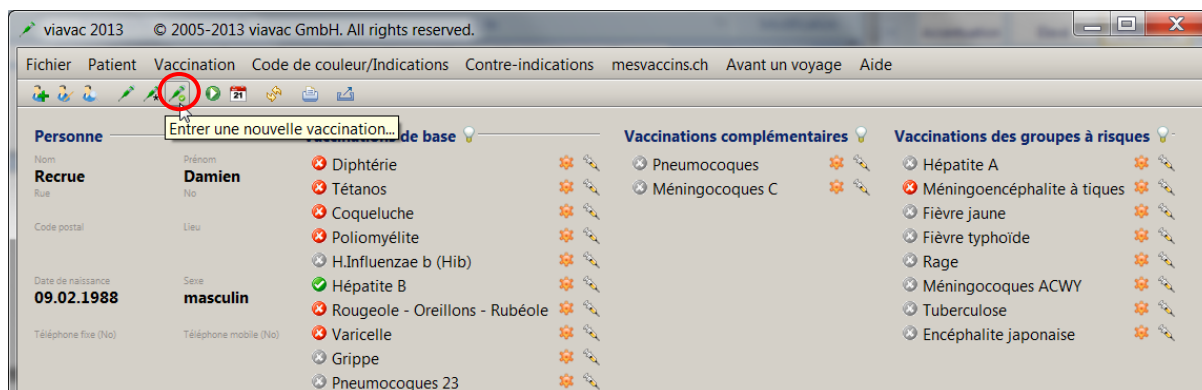 viavac 2013 © 2005-2013 viavac GmbH. All rights reserved.
Fichier Patient Vaccination Code de couleur/Indications Contre-indications mesvaccins.ch Avant un voyage Aide
21
Entrer une nouvelle vaccination...
Personne
Nom Prénom
Recrue Damien
Rue No
Code postal Lieu
Date de naissance Sexe
09.02.1988 masculin
Téléphone fixe (No) Téléphone mobile (No)
de base
Diphtérie
Tétanos
Coqueluche
Poliomyélite
H.Influenzae b (Hib)
Hépatite B
Rougeole - Oreillons - Rubéole
Varicelle
Grippe
Pneumocoques 23
Vaccinations complémentaires
Pneumocoques
Méningocoques C
Vaccinations des groupes à risques
Hépatite A
Méningoencéphalite à tiques
Fièvre jaune
Fièvre typhoïde
Rage
Méningocoques ACWY
Tuberculose
Encéphalite japonaise